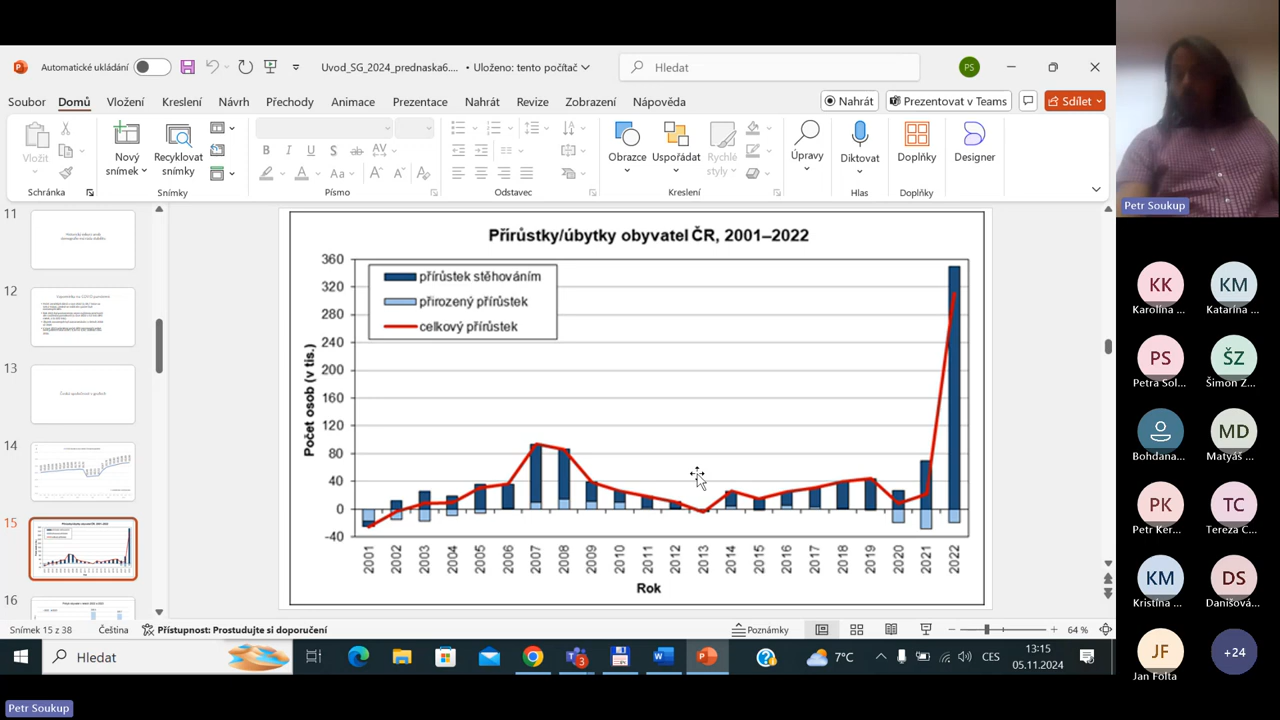 Automatické ukládání
Uvod_SG_2024_prednaska6.... • Uloženo: tento počítač
Hledat
PS
Soubor Domů Vložení Kreslení Návrh Přechody Animace Prezentace Nahrát Revize Zobrazení Nápověda
Nahrát Prezentovat v Teams Sdílet
Vložit
Nový snímek
Recyklovat snímky
Obrazce Uspořádat Rychlé styly
Úpravy Diktovat Doplňky Designer
Schránka Snímky Písmo Odstavec Kreslení Hlas Doplňky
Petr Soukup
11
12
13
14
15
16
Přírůstky/úbytky obyvatel ČR, 2001–2022
přírůstek stěhováním
přirozený přírůstek
celkový přírůstek
Počet osob (v tis.)
360
320
280
240
200
160
120
80
40
0
-40
2001 2002 2003 2004 2005 2006 2007 2008 2009 2010 2011 2012 2013 2014 2015 2016 2017 2018 2019 2020 2021 2022
Rok
KK KM
Karolína ... Katarína ...
PS ŠZ
Petra Sol... Šimon Z...
MD
Bohdana... Matyáš ...
PK TC
Petr Ker... Tereza C...
KM DS
Kristína ... Danišová...
JF +24
Jan Folta
Snímek 15 z 38 Čeština Přístupnost: Prostudujte si doporučení
Poznámky 64 %
Hledat
3
7°C
CES
13:15
05.11.2024
Petr Soukup